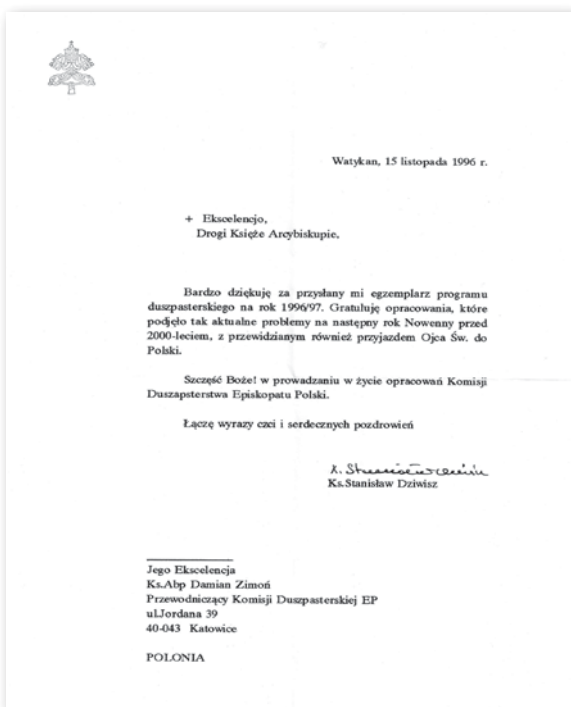 Watykan, 15 listopada 1996 r.
+ Ekscelencjo,
Drogi Księże Arcybiskupie,
Bardzo dziękuję za przysłany mi egzemplarz programu
duszpasterskiego na rok 1996/97. Gratuluję opracowania, które
podjęło tak aktualne problemy na następny rok Nowenny przed
2000-leciem, z przewidzianym również przyjazdem Ojca Św. do
Polski.
Szczęść Boże! w prowadzaniu w życie opracowań Komisji
Duszapsterstwa Episkopatu Polski.
Łączę wyrazy czci i serdecznych pozdrowień
Ks.Stanisław Dziwisz
Jego Ekscelencja
Ks.Abp Damian Zimoń
Przewodniczący Komisji Duszpasterskiej EP
ul.Jordana 39
40-043 Katowice
POLONIA